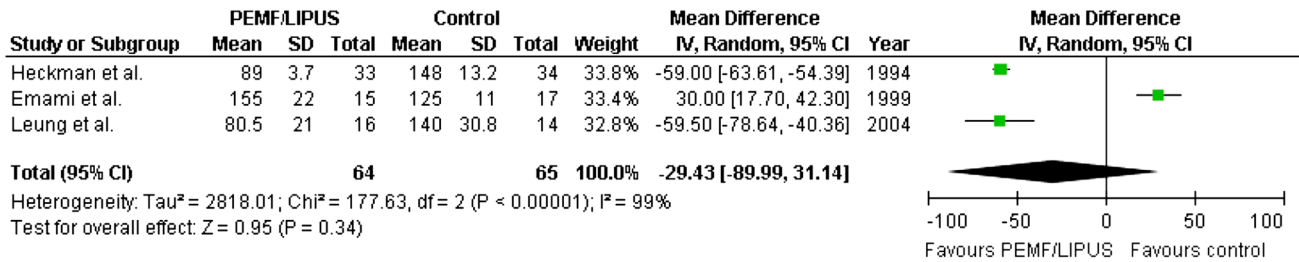 PEMF/LIPUS Control Mean Difference Mean Difference
Study or Subgroup Mean SD Total Mean SD Total Weight IV, Random, 95% CI Year IV, Random, 95% CI
Heckman et al. 89 3.7 33 148 13.2 34 33.8% -59.00 [-63.61, -54.39] 1994
Emami et al. 155 22 15 125 11 17 33.4% 30.00 [17.70, 42.30] 1999
Leung et al. 80.5 21 16 140 30.8 14 32.8% -59.50 [-78.64, -40.36] 2004
Total (95% CI) 64 65 100.0% -29.43 [-89.99, 31.14]
Heterogeneity: Tau² = 2818.01; Chi² = 177.63, df = 2 (P < 0.00001); I² = 99%
Test for overall effect: Z = 0.95 (P = 0.34)
-100 -50 0 50 100
Favours PEMF/LIPUS Favours control